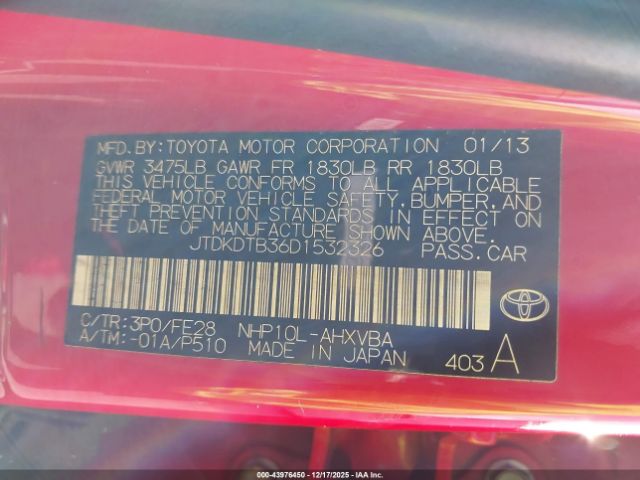 MFD.BY:TOYOTA MOTOR CORPORATION 01/13
GVWR 3475LB GAWR FR 1830LB RR 1830LB
THIS VEHICLE CONFORMS TO ALL APPLICABLE
FEDERAL MOTOR VEHICLE SAFETY,BUMPER,AND
THEFT PREVENTION STANDARDS IN EFFECT ON
THE DATE OF MANUFACTURE SHOWN ABOVE.
JTDKDTB36D1532326 PASS.CAR
C/TR:3P0/FE28 NHP10L-AHXVBA
A/TM:-01A/P510 MADE IN JAPAN
403 A
TOYOTA
000-43976450 | 12/17/2025 | IAA Inc.